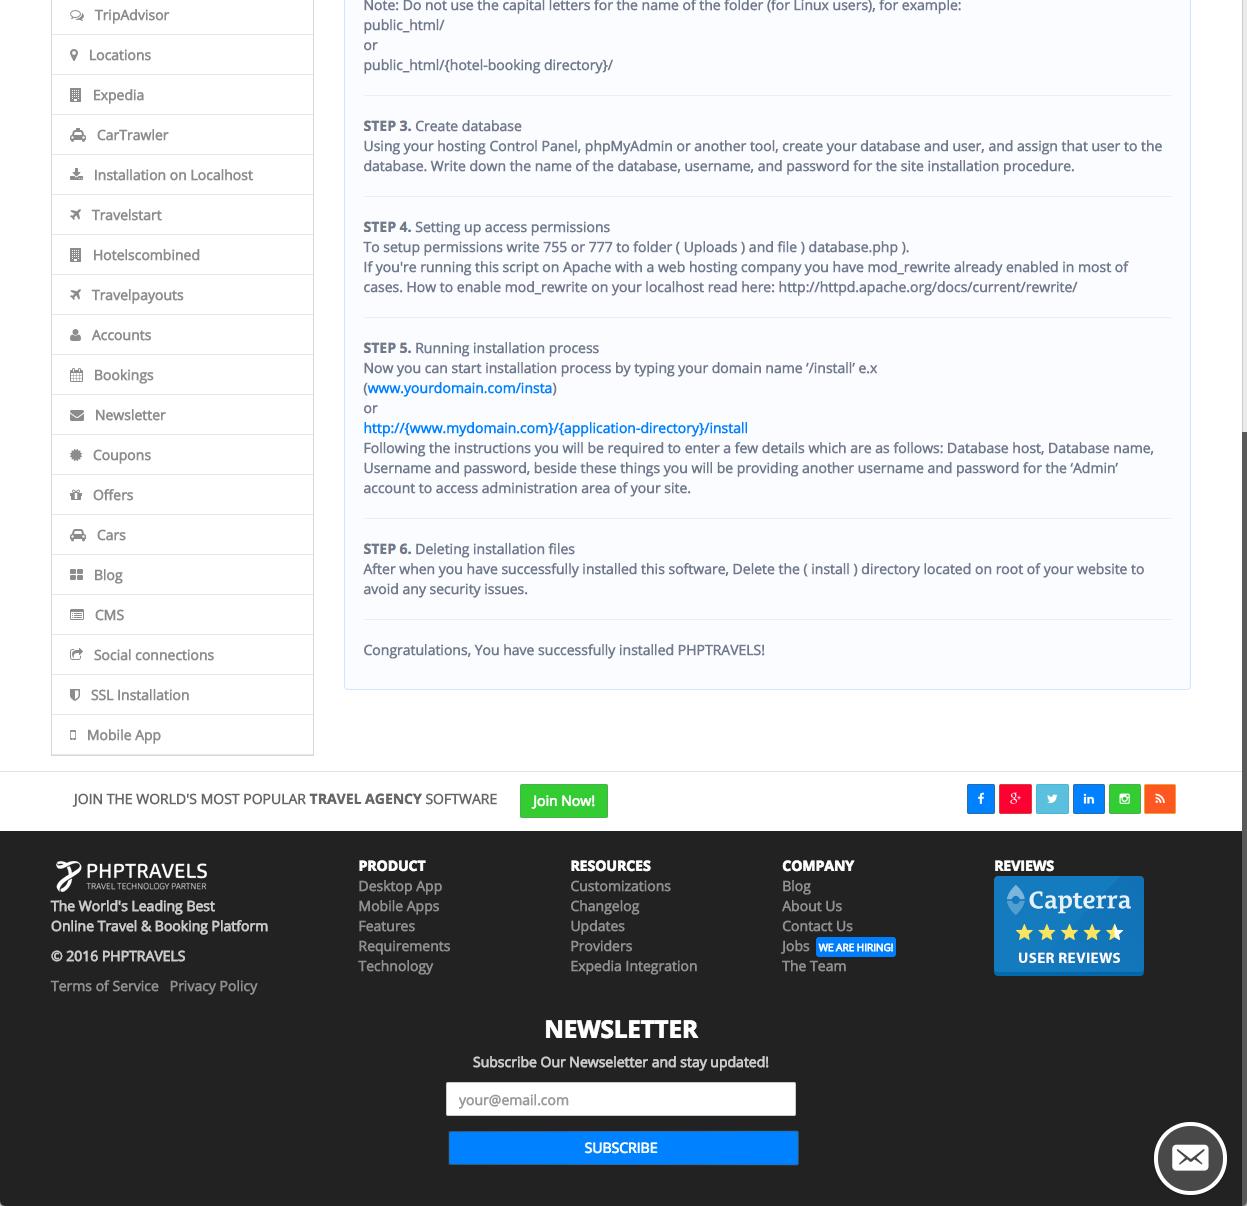 TripAdvisor
Locations
Expedia
CarTrawler
Installation on Localhost
Travelstart
Hotelscombined
Travelpayouts
Accounts
Bookings
Newsletter
Coupons
Offers
Cars
Blog
CMS
Social connections
SSL Installation
Mobile App
Note: Do not use the capital letters for the name of the folder (for Linux users), for example:
public_html/
or
public_html/{hotel-booking directory}/
STEP 3. Create database
Using your hosting Control Panel, phpMyAdmin or another tool, create your database and user, and assign that user to the
database. Write down the name of the database, username, and password for the site installation procedure.
STEP 4. Setting up access permissions
To setup permissions write 755 or 777 to folder ( Uploads ) and file ) database.php ).
If you're running this script on Apache with a web hosting company you have mod_rewrite already enabled in most of
cases. How to enable mod_rewrite on your localhost read here: http://httpd.apache.org/docs/current/rewrite/
STEP 5. Running installation process
Now you can start installation process by typing your domain name ‘/install’ e.x
(www.yourdomain.com/insta)
or
http://{www.mydomain.com}/{application-directory}/install
Following the instructions you will be required to enter a few details which are as follows: Database host, Database name,
Username and password, beside these things you will be providing another username and password for the ‘Admin’
account to access administration area of your site.
STEP 6. Deleting installation files
After when you have successfully installed this software, Delete the ( install ) directory located on root of your website to
avoid any security issues.
Congratulations, You have successfully installed PHPTRAVELS!
JOIN THE WORLD'S MOST POPULAR TRAVEL AGENCY SOFTWARE
Join Now!
PHPTRAVELS
TRAVEL TECHNOLOGY PARTNER
The World's Leading Best
Online Travel & Booking Platform
© 2016 PHPTRAVELS
Terms of Service Privacy Policy
PRODUCT
Desktop App
Mobile Apps
Features
Requirements
Technology
RESOURCES
Customizations
Changelog
Updates
Providers
Expedia Integration
COMPANY
Blog
About Us
Contact Us
Jobs WE ARE HIRING!
The Team
REVIEWS
Capterra
USER REVIEWS
NEWSLETTER
Subscribe Our Newseletter and stay updated!
your@email.com
SUBSCRIBE